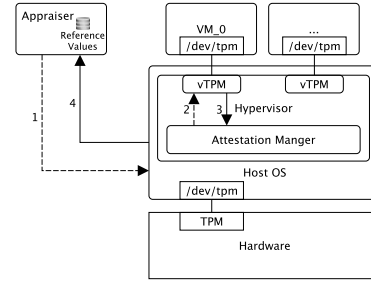 Appraiser
Reference
Values
VM_0
/dev/tpm
...
/dev/tpm
vTPM
vTPM
1
4
2
3
Hypervisor
Attestation Manger
Host OS
/dev/tpm
TPM
Hardware